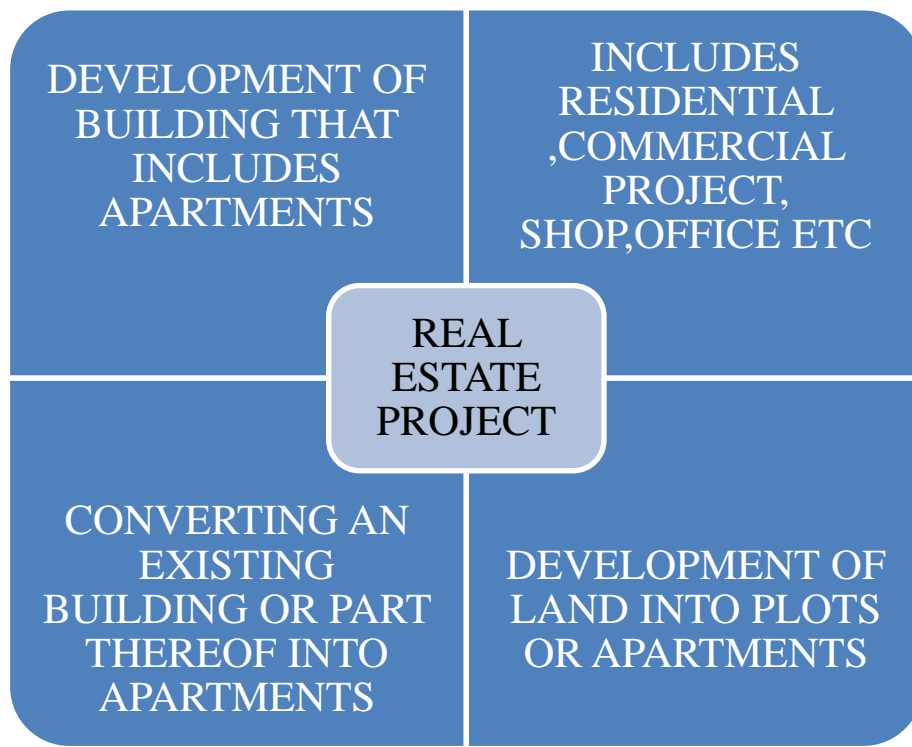 DEVELOPMENT OF
BUILDING THAT
INCLUDES
APARTMENTS
INCLUDES
RESIDENTIAL
,COMMERCIAL
PROJECT,
SHOP,OFFICE ETC
REAL
ESTATE
PROJECT
CONVERTING AN
EXISTING
BUILDING OR PART
THEREOF INTO
APARTMENTS
DEVELOPMENT OF
LAND INTO PLOTS
OR APARTMENTS